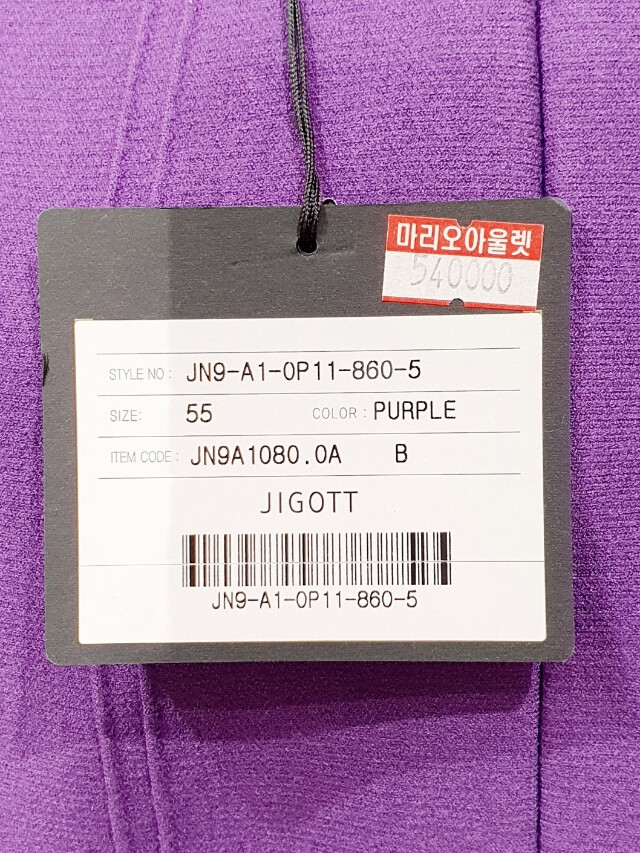 마리오아울렛
540000
STYLE NO : JN9-A1-0P11-860-5
SIZE: 55 COLOR : PURPLE
ITEM CODE : JN9A1080.0A B
JIGOTT
JN9-A1-0P11-860-5